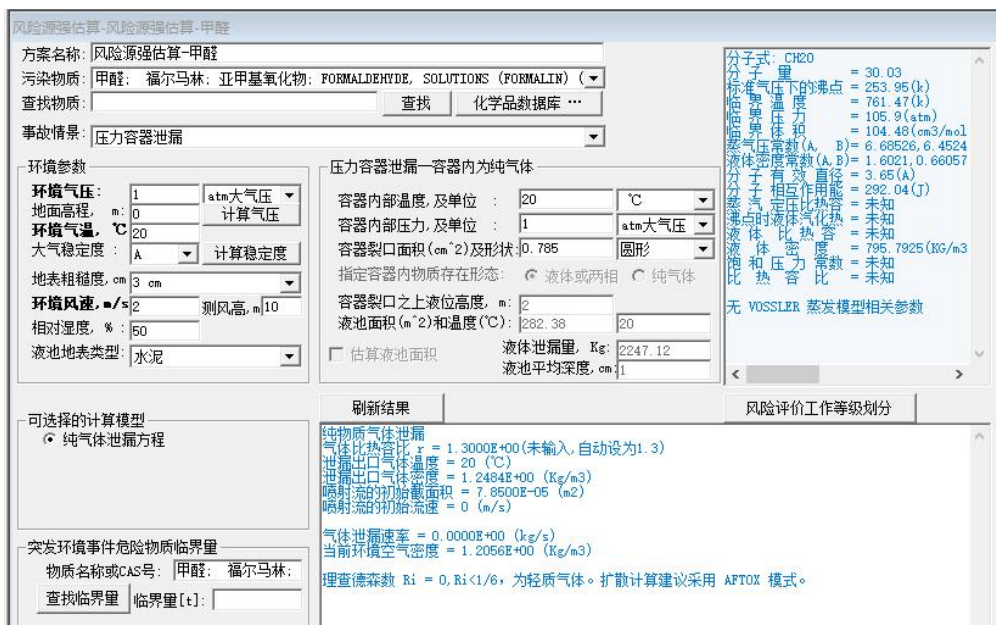 风险源强估算-风险源强估算-甲醛
方案名称: 风险源强估算-甲醛
污染物质: 甲醛; 福尔马林; 亚甲基氧化物; FORMALDEHYDE, SOLUTIONS (FORMALIN) (
查找物质: 查找 化学品数据库 …
事故情景: 压力容器泄漏
环境参数
环境气压: 1 atm大气压
地面高程, m: 0 计算气压
环境气温, ℃ 20
大气稳定度 : A 计算稳定度
地表粗糙度, cm 3 cm
环境风速, m/s 2 测风高, m 10
相对湿度, % : 50
液池地表类型: 水泥
压力容器泄漏—容器内为纯气体
容器内部温度, 及单位 : 20 ℃
容器内部压力, 及单位 : 1 atm大气压
容器裂口面积(cm^2)及形状: 0.785 圆形
指定容器内物质存在形态: 液体或两相 纯气体
容器裂口之上液位高度, m: 2
液池面积(m^2)和温度(℃): 282.38 20
估算液池面积 液体泄漏量, Kg: 2247.12
液池平均深度, cm: 1
分子式: CH2O
分 子 量 = 30.03
标准气压下的沸点 = 253.95(k)
临 界 温 度 = 761.47(k)
临 界 压 力 = 105.9(atm)
临 界 体 积 = 104.48(cm3/mol
蒸气压常数(A, B)= 6.68526,6.4524
液体密度常数(A,B)= 1.6021,0.66057
分 子 有 效 直径 = 3.65(A)
分 子 相互作用能 = 292.04(J)
蒸 汽 定压比热容 = 未知
沸点时液体汽化热 = 未知
液 体 比 热 容 = 未知
液 体 密 度 = 795.7925(KG/m3
饱 和 压 力 常数 = 未知
比 热 容 比 = 未知
无 VOSSLER 蒸发模型相关参数
刷新结果 风险评价工作等级划分
可选择的计算模型
纯气体泄漏方程
纯物质气体泄漏
气体比热容比 r = 1.3000E+00(未输入,自动设为1.3)
泄漏出口气体温度 = 20 (℃)
泄漏出口气体密度 = 1.2484E+00 (Kg/m3)
喷射流的初始截面积 = 7.8500E-05 (m2)
喷射流的初始流速 = 0 (m/s)
气体泄漏速率 = 0.0000E+00 (kg/s)
当前环境空气密度 = 1.2056E+00 (Kg/m3)
理查德森数 Ri = 0,Ri<1/6, 为轻质气体。扩散计算建议采用 AFTOX 模式。
突发环境事件危险物质临界量
物质名称或CAS号: 甲醛; 福尔马林;
查找临界量 临界量[t]: